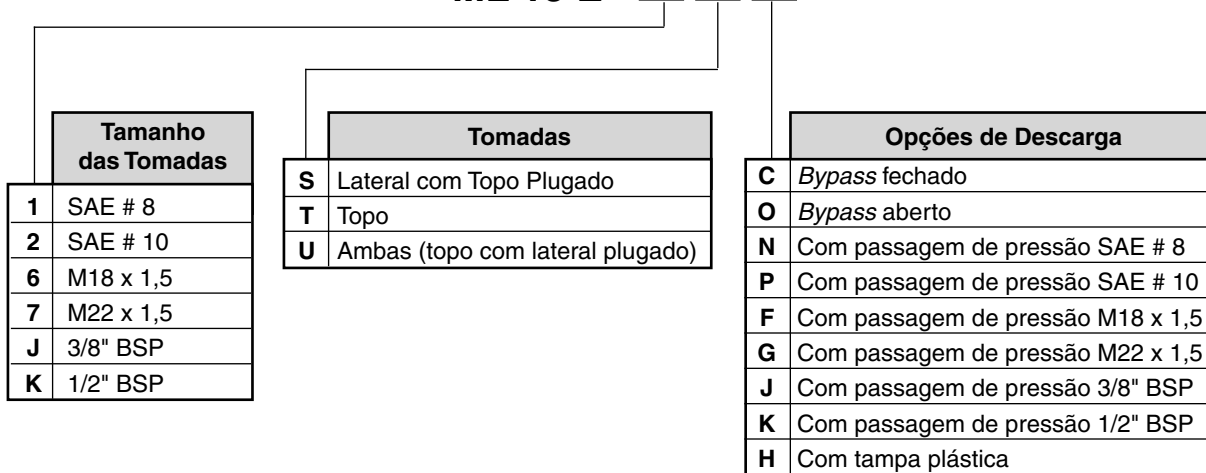 Tamanho
das Tomadas
1 SAE # 8
2 SAE # 10
6 M18 x 1,5
7 M22 x 1,5
J 3/8" BSP
K 1/2" BSP
Tomadas
S Lateral com Topo Plugado
T Topo
U Ambas (topo com lateral plugado)
Opções de Descarga
C Bypass fechado
O Bypass aberto
N Com passagem de pressão SAE # 8
P Com passagem de pressão SAE # 10
F Com passagem de pressão M18 x 1,5
G Com passagem de pressão M22 x 1,5
J Com passagem de pressão 3/8" BSP
K Com passagem de pressão 1/2" BSP
H Com tampa plástica